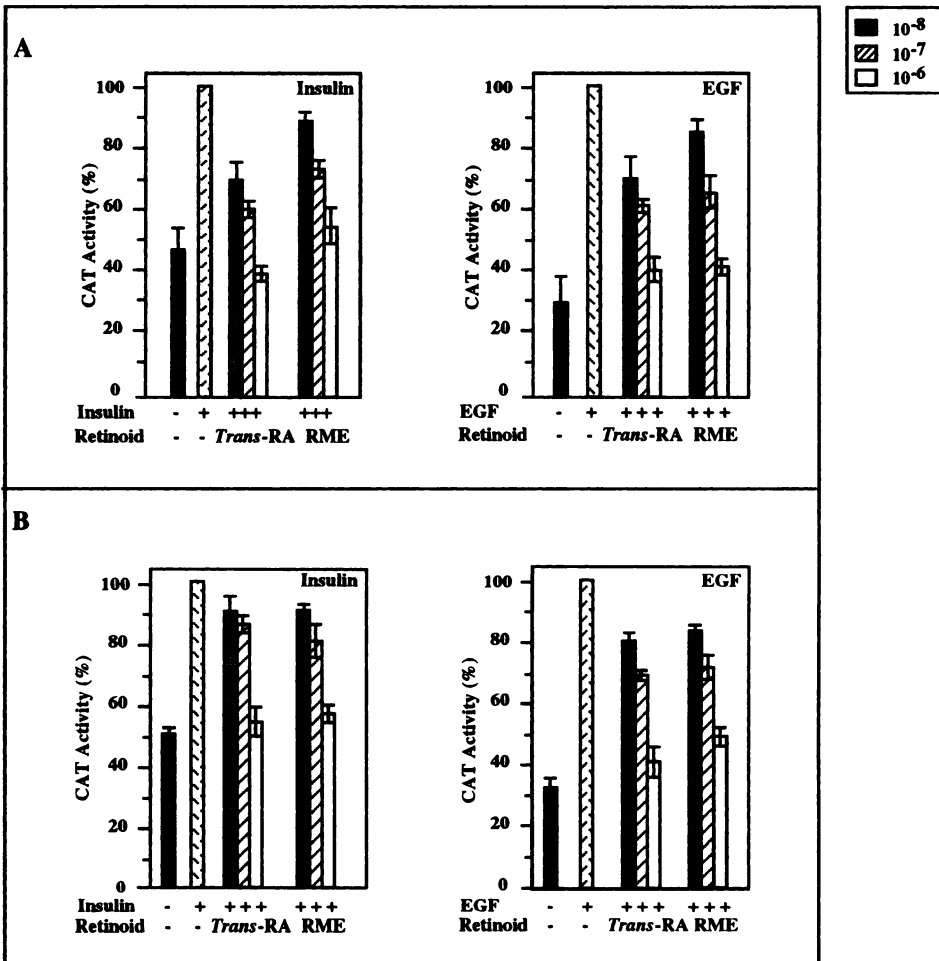 10-8
10-7
10-6
A
Insulin
100
80
60
40
20
0
CAT Activity (%)
Insulin - + +++ +++
Retinoid - - Trans-RA RME
EGF
100
80
60
40
20
0
CAT Activity (%)
EGF - + + + + + + +
Retinoid - - Trans-RA RME
B
Insulin
100
80
60
40
20
0
CAT Activity (%)
Insulin - + + + + + + +
Retinoid - - Trans-RA RME
EGF
100
80
60
40
20
0
CAT Activity (%)
EGF - + + + + + + +
Retinoid - - Trans-RA RME